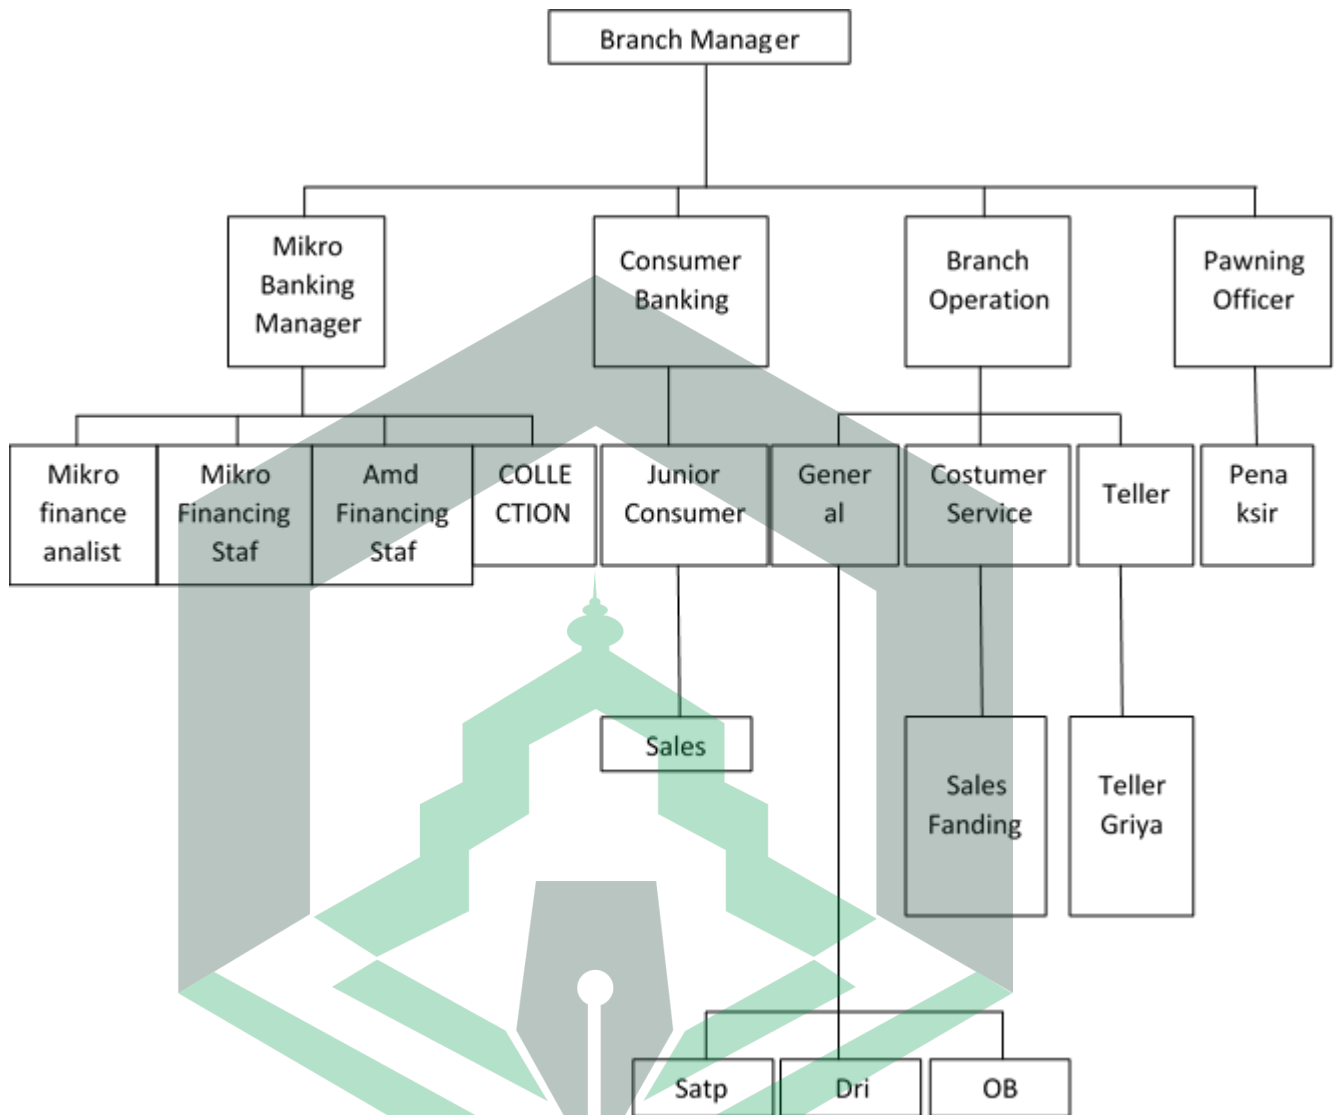 Branch Manager
Mikro
Banking
Manager
Consumer
Banking
Branch
Operation
Pawning
Officer
Mikro
finance
analist
Mikro
Financing
Staf
Amd
Financing
Staf
COLLE
CTION
Junior
Consumer
Gener
al
Costumer
Service
Teller
Pena
ksir
Sales
Sales
Fanding
Teller
Griya
Satp
Dri
OB